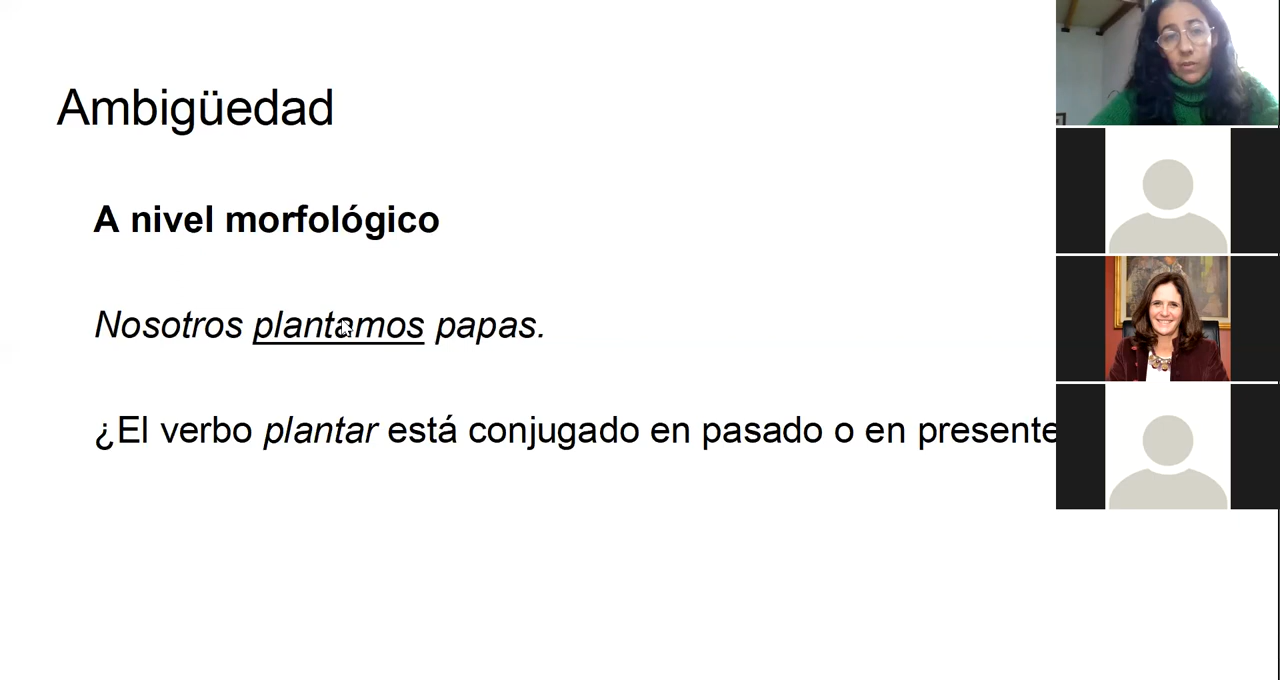 Ambigüedad
A nivel morfológico
Nosotros plantamos papas.
¿El verbo plantar está conjugado en pasado o en presente